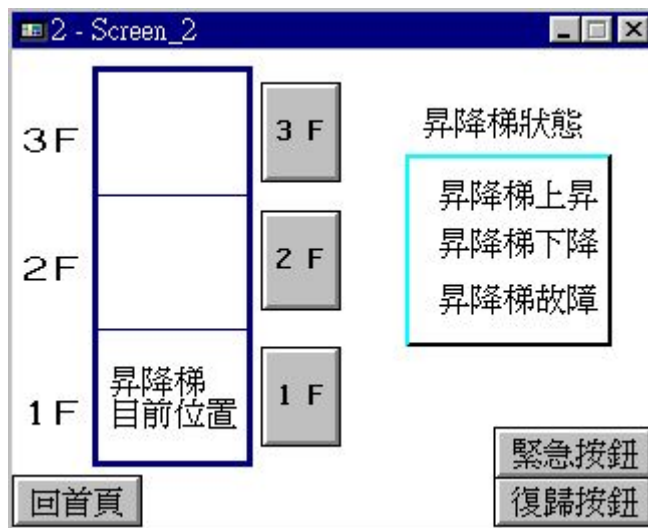 2 - Screen_2
3F
3 F
昇降梯狀態
昇降梯上昇
昇降梯下降
昇降梯故障
2F
2 F
1F
昇降梯
目前位置
1 F
緊急按鈕
復歸按鈕
回首頁